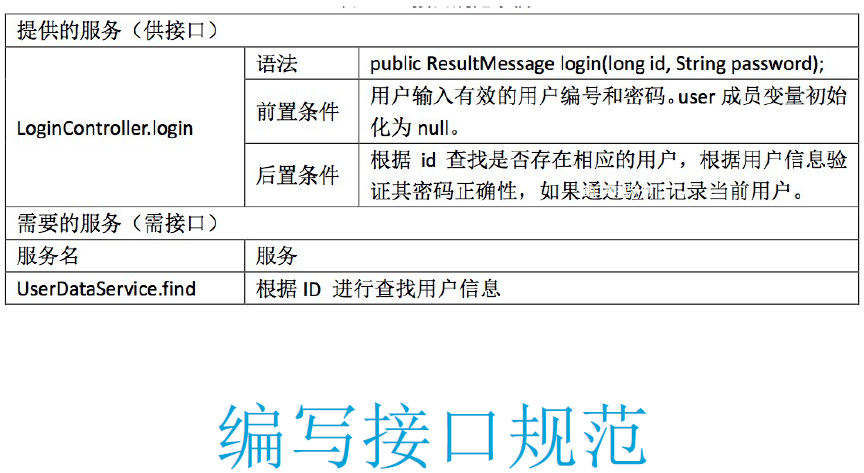 提供的服务（供接口）
LoginController.login
语法
public ResultMessage login(long id, String password);
前置条件
用户输入有效的用户编号和密码。user 成员变量初始
化为 null。
后置条件
根据 id 查找是否存在相应的用户，根据用户信息验
证其密码正确性，如果通过验证记录当前用户。
需要的服务（需接口）
服务名
服务
UserDataService.find
根据 ID 进行查找用户信息
编写接口规范